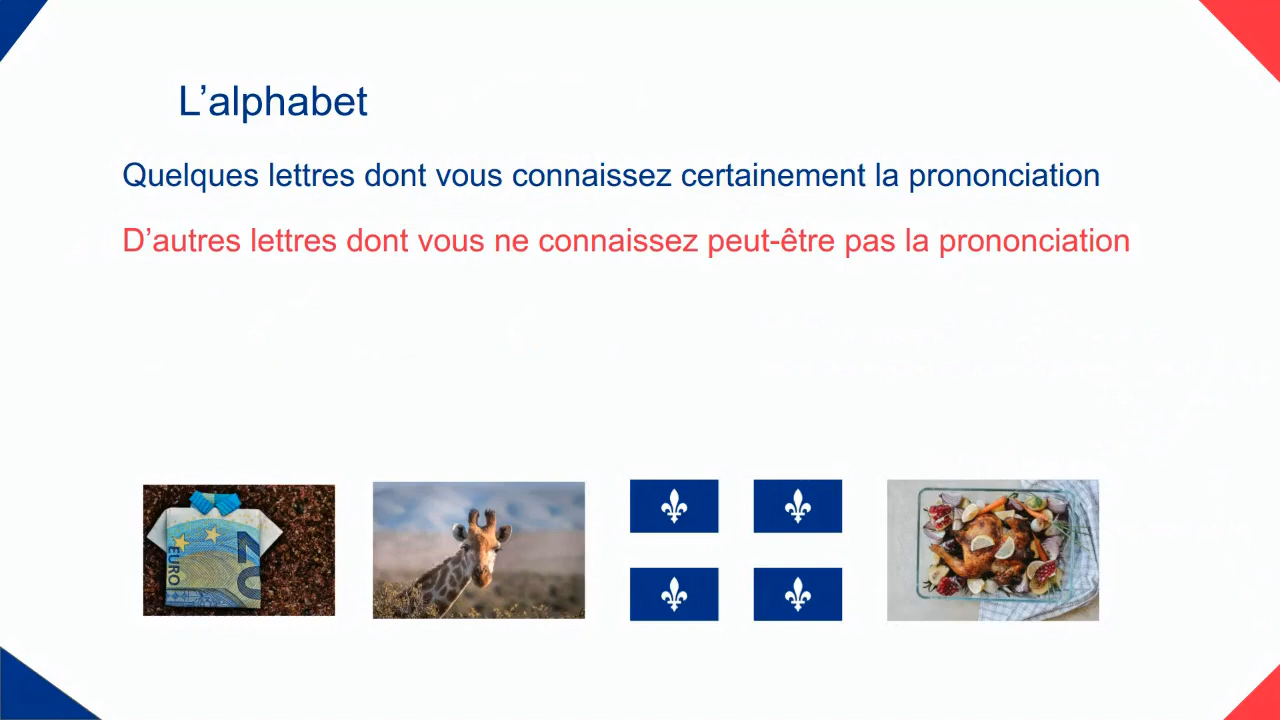 L’alphabet
Quelques lettres dont vous connaissez certainement la prononciation
D’autres lettres dont vous ne connaissez peut-être pas la prononciation
EURO
20